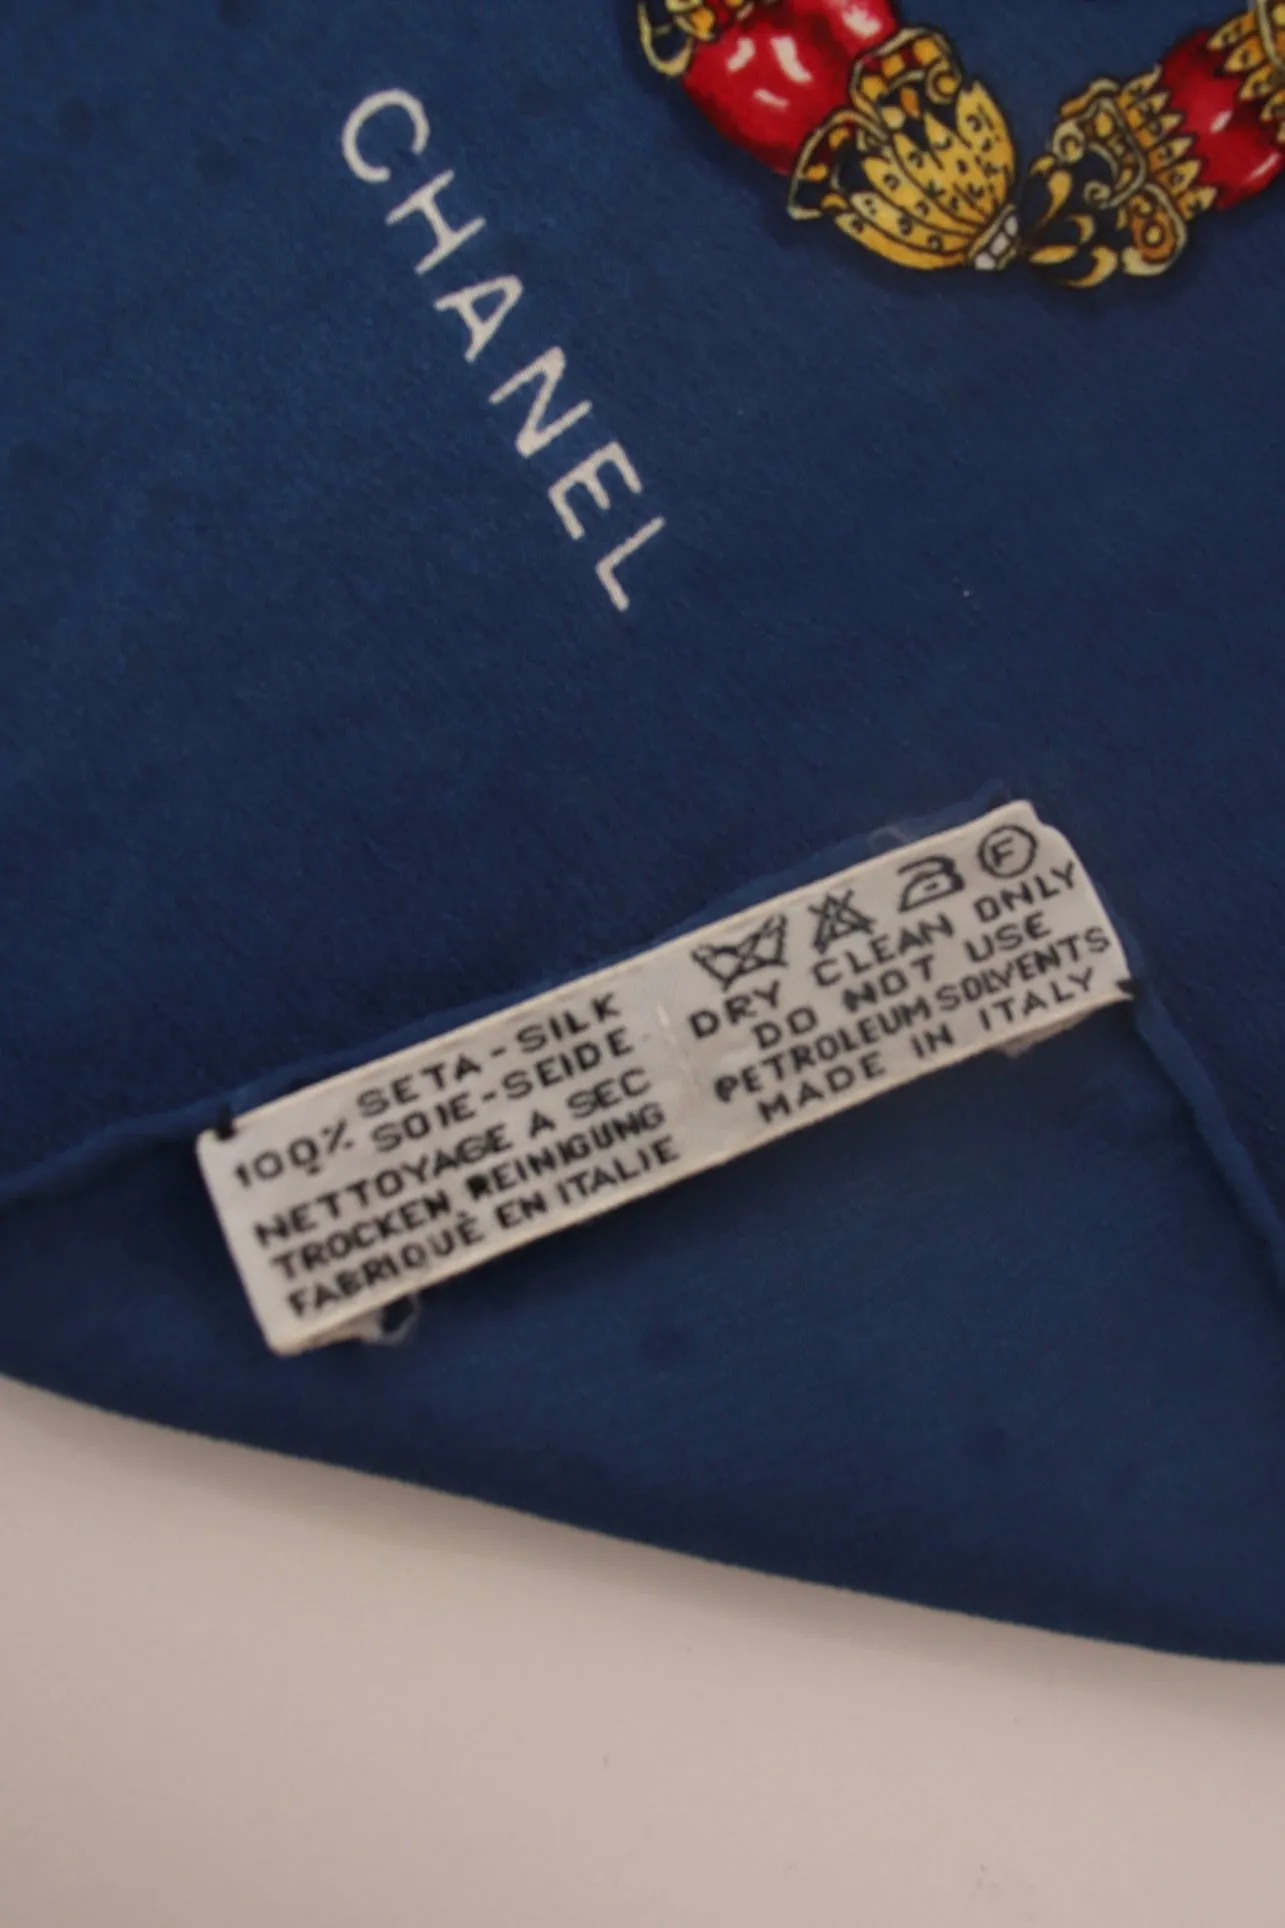 CHANEL
100% SETA-SILK
SOIE-SEIDE
NETTOYAGE A SEC
TROCKEN REINIGUNG
FABRIQUÈ EN ITALIE
F
DRY CLEAN ONLY
DO NOT USE
PETROLEUM SOLVENTS
MADE IN ITALY